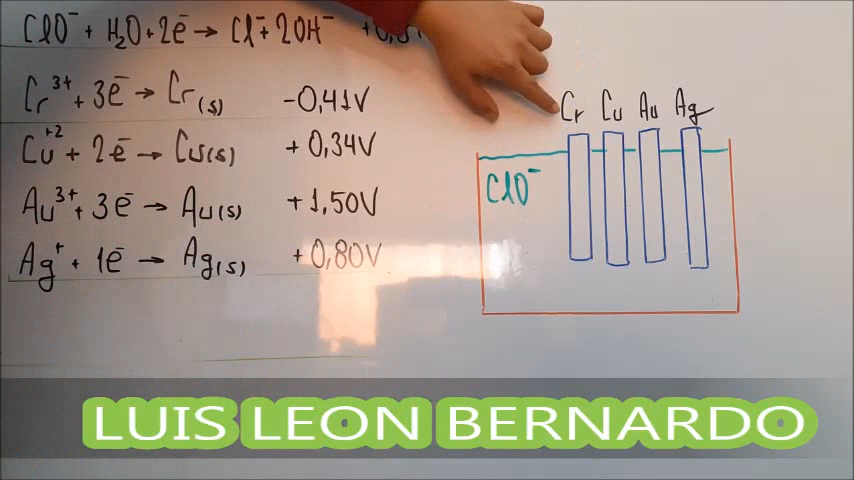 ClO⁻ + H₂O + 2e⁻ → Cl⁻ + 2OH⁻
Cr³⁺ + 3e⁻ → Cr(s) -0,41V
Cu⁺² + 2e⁻ → Cu(s) + 0,34V
Au³⁺ + 3e⁻ → Au(s) + 1,50V
Ag⁺ + 1e⁻ → Ag(s) + 0,80V
Cr Cu Au Ag
ClO⁻
LUIS LEON BERNARDO